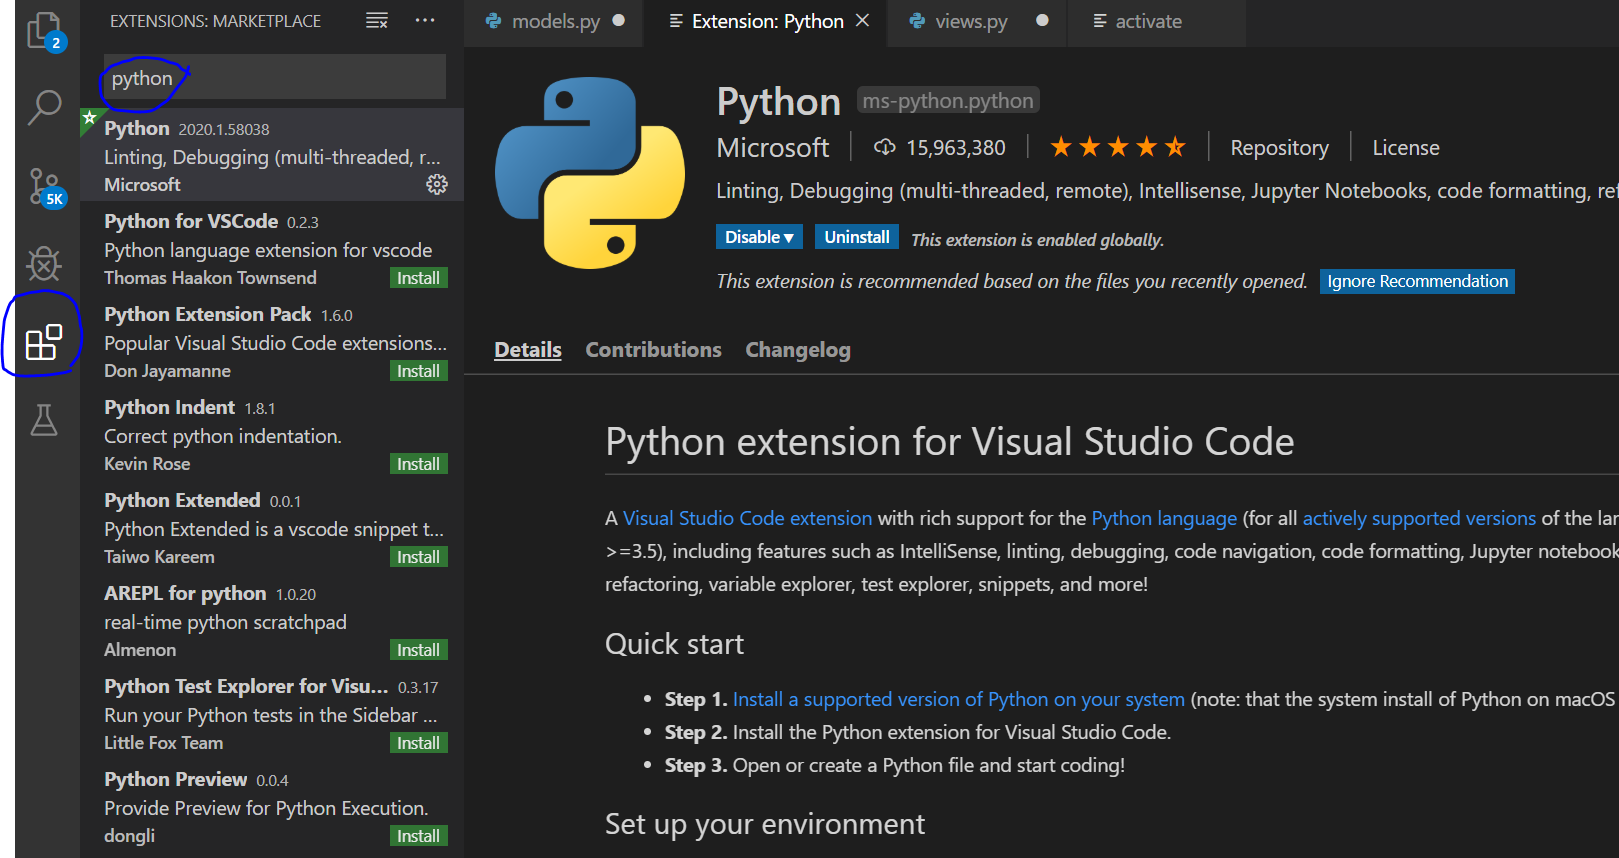 EXTENSIONS: MARKETPLACE
···
models.py
Extension: Python
views.py
activate
2
5K
python
Python 2020.1.58038
Linting, Debugging (multi-threaded, r...
Microsoft
Python for VSCode 0.2.3
Python language extension for vscode
Thomas Haakon Townsend Install
Python Extension Pack 1.6.0
Popular Visual Studio Code extensions...
Don Jayamanne Install
Python Indent 1.8.1
Correct python indentation.
Kevin Rose Install
Python Extended 0.0.1
Python Extended is a vscode snippet t...
Taiwo Kareem Install
AREPL for python 1.0.20
real-time python scratchpad
Almenon Install
Python Test Explorer for Visu... 0.3.17
Run your Python tests in the Sidebar ...
Little Fox Team Install
Python Preview 0.0.4
Provide Preview for Python Execution.
dongli Install
Python ms-python.python
Microsoft 15,963,380 Repository License
Linting, Debugging (multi-threaded, remote), Intellisense, Jupyter Notebooks, code formatting, ref
Disable Uninstall This extension is enabled globally.
This extension is recommended based on the files you recently opened. Ignore Recommendation
Details Contributions Changelog
Python extension for Visual Studio Code
A Visual Studio Code extension with rich support for the Python language (for all actively supported versions of the lan
>=3.5), including features such as IntelliSense, linting, debugging, code navigation, code formatting, Jupyter notebook
refactoring, variable explorer, test explorer, snippets, and more!
Quick start
• Step 1. Install a supported version of Python on your system (note: that the system install of Python on macOS
• Step 2. Install the Python extension for Visual Studio Code.
• Step 3. Open or create a Python file and start coding!
Set up your environment